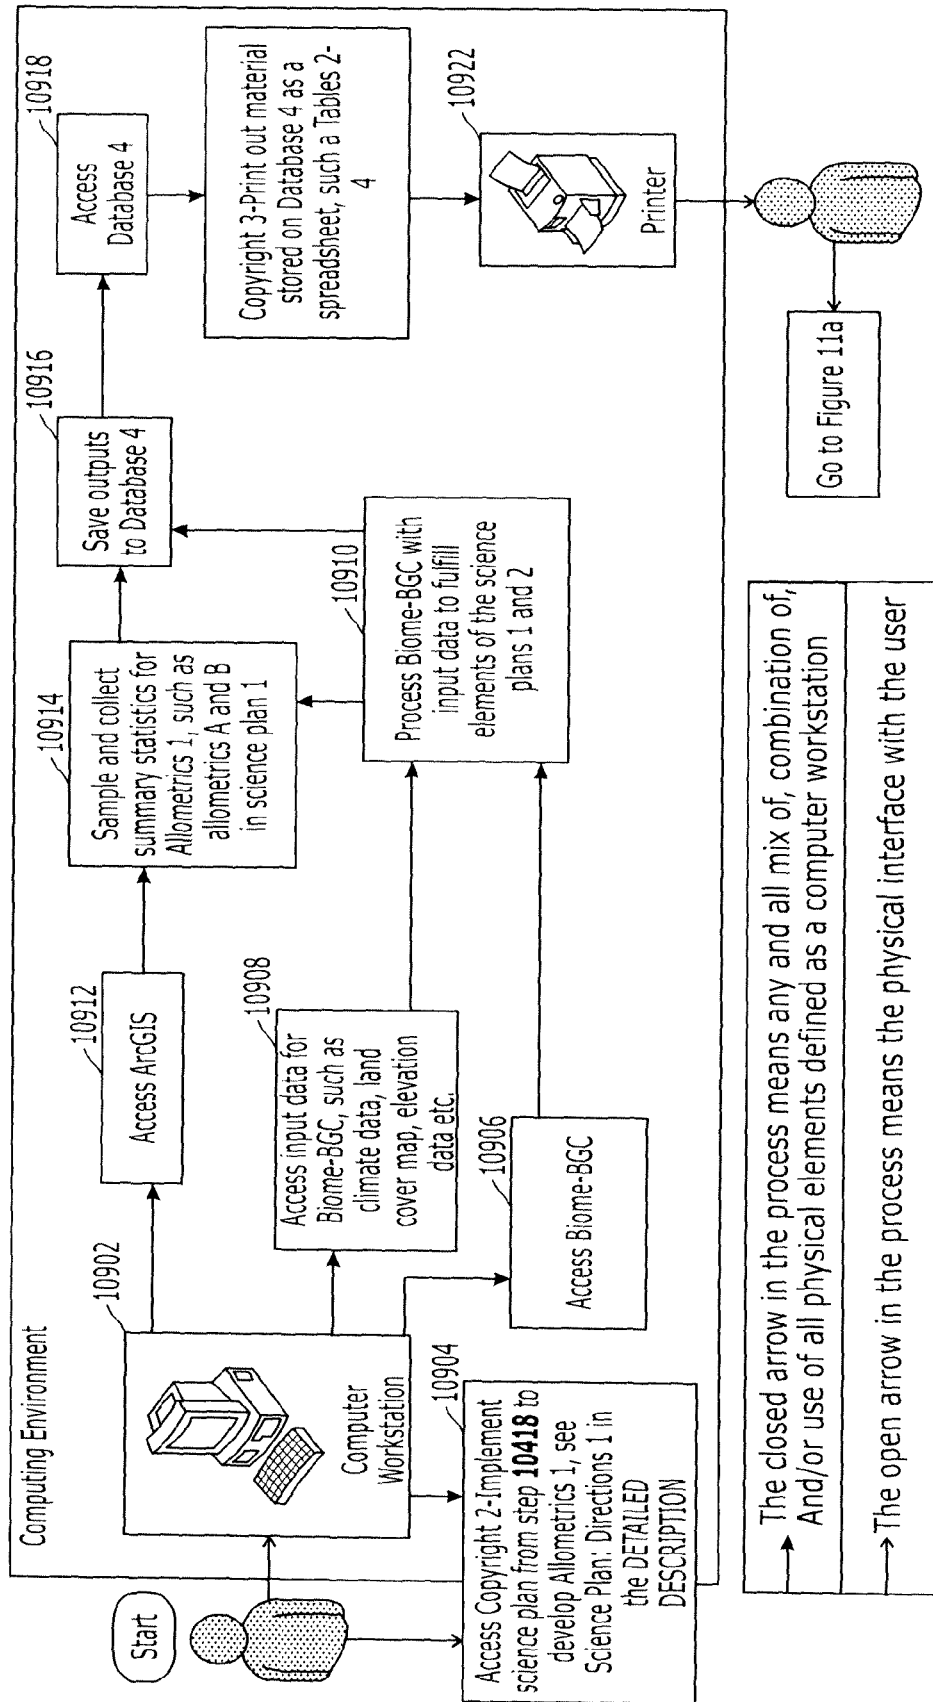 Computing Environment
Start
10902
Computer
Workstation
10904
Access Copyright 2-Implement
science plan from step 10418 to
develop Allometrics 1, see
Science Plan: Directions 1 in
the DETAILED
DESCRIPTION
10912
Access ArcGIS
10908
Access input data for
Biome-BGC, such as
climate data, land
cover map, elevation
data etc.
10906
Access Biome-BGC
10914
Sample and collect
summary statistics for
Allometrics 1, such as
allometrics A and B
in science plan 1
10910
Process Biome-BGC with
input data to fulfill
elements of the science
plans 1 and 2
10916
Save outputs
to Database 4
10918
Access
Database 4
Copyright 3-Print out material
stored on Database 4 as a
spreadsheet, such a Tables 2-
4
10922
Printer
Go to Figure 11a
The closed arrow in the process means any and all mix of, combination of,
And/or use of all physical elements defined as a computer workstation
The open arrow in the process means the physical interface with the user